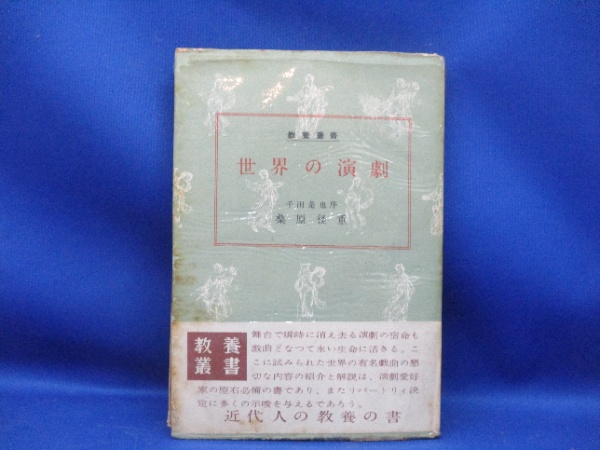 教養叢書
世界の演劇
千田是也序
桑原経重
教養
叢書
舞台で瞬時に消え去る演劇の宿命も
戯曲となつて永い生命に活きる。こ
こに試みられた世界の有名戯曲の懇
切な内容の紹介と解説は、演劇愛好
家の座右必備の書であり、またリパートリイ決
定に多くの示唆を与えるであろう。
近代人の教養の書